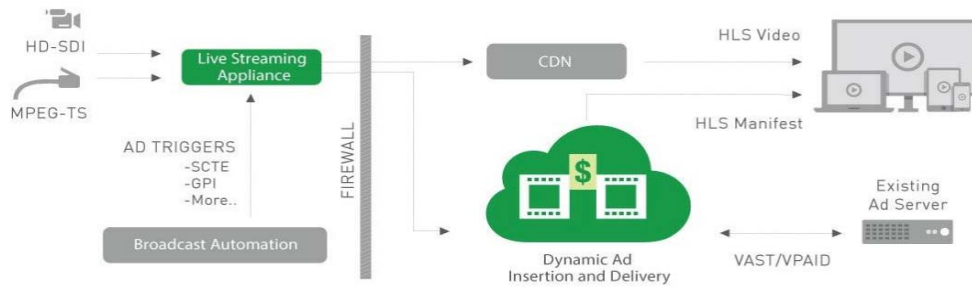 HD-SDI
MPEG-TS
Live Streaming
Appliance
AD TRIGGERS
-SCTE
-GPI
-More..
Broadcast Automation
FIREWALL
CDN
HLS Video
HLS Manifest
$
Dynamic Ad
Insertion and Delivery
VAST/VPAID
Existing
Ad Server